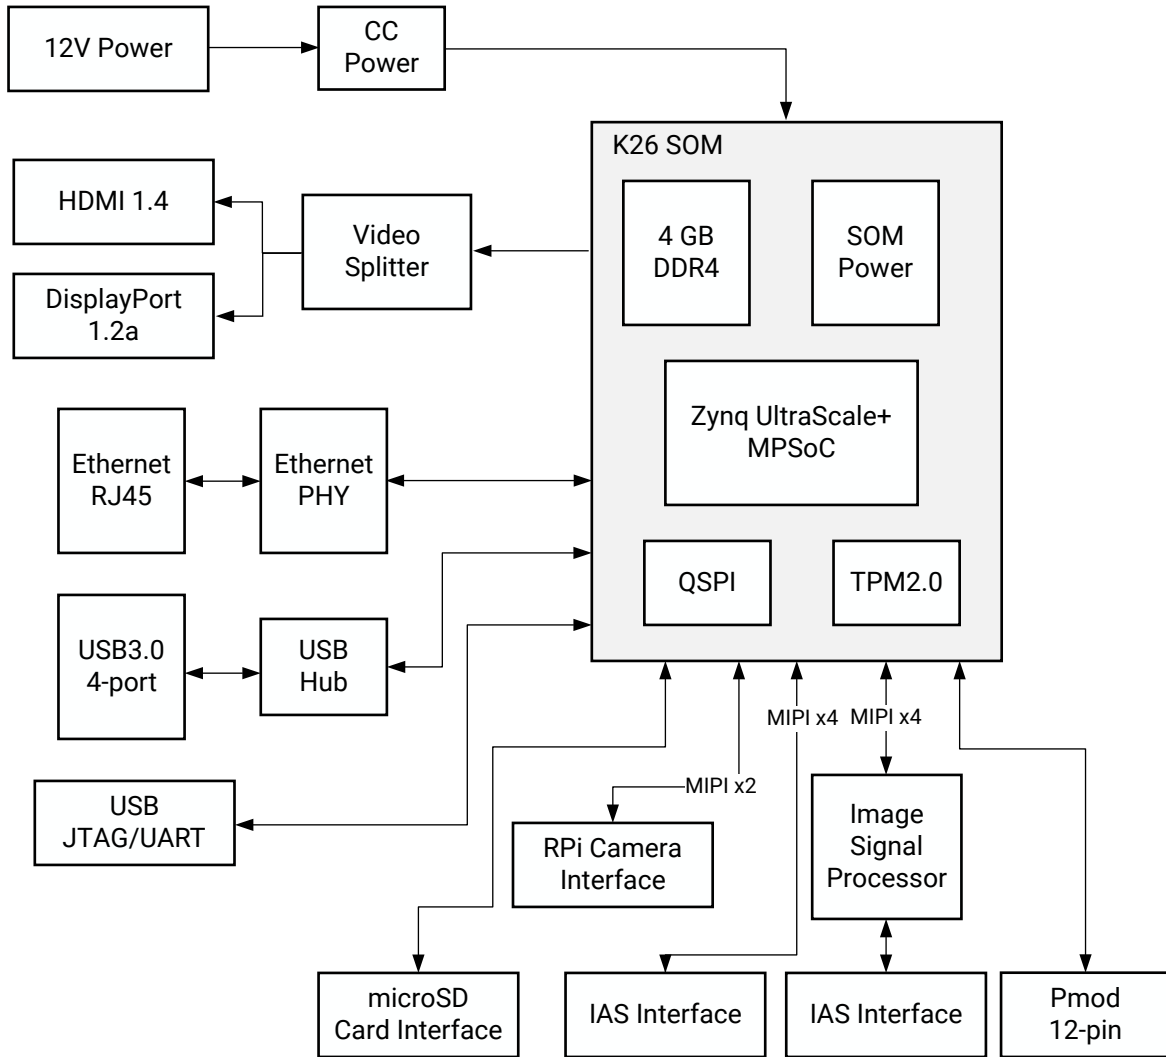 12V Power
CC
Power
K26 SOM
HDMI 1.4
Video
Splitter
4 GB
DDR4
SOM
Power
DisplayPort
1.2a
Zynq UltraScale+
MPSoC
Ethernet
RJ45
Ethernet
PHY
QSPI
TPM2.0
USB3.0
4-port
USB
Hub
MIPI x4
MIPI x4
MIPI x2
USB
JTAG/UART
RPi Camera
Interface
Image
Signal
Processor
microSD
Card Interface
IAS Interface
IAS Interface
Pmod
12-pin